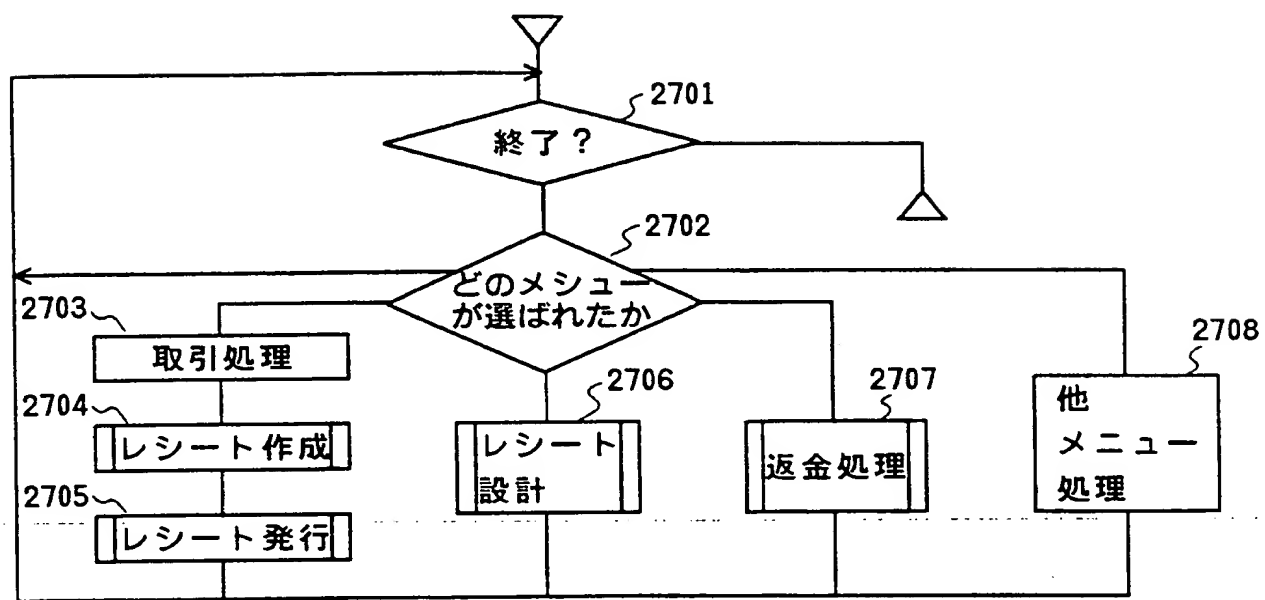 2701
終了？
2702
どのメシュー
が選ばれたか
2703
取引処理
2704
レシート作成
2705
レシート発行
2706
レシート
設計
2707
返金処理
2708
他
メニュー
処理